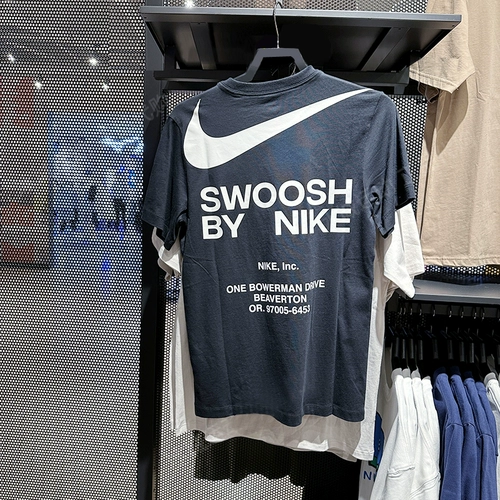 SWOOSH
BY NIKE
NIKE, Inc.
ONE BOWERMAN DRIVE
BEAVERTON
OR. 97005-6453